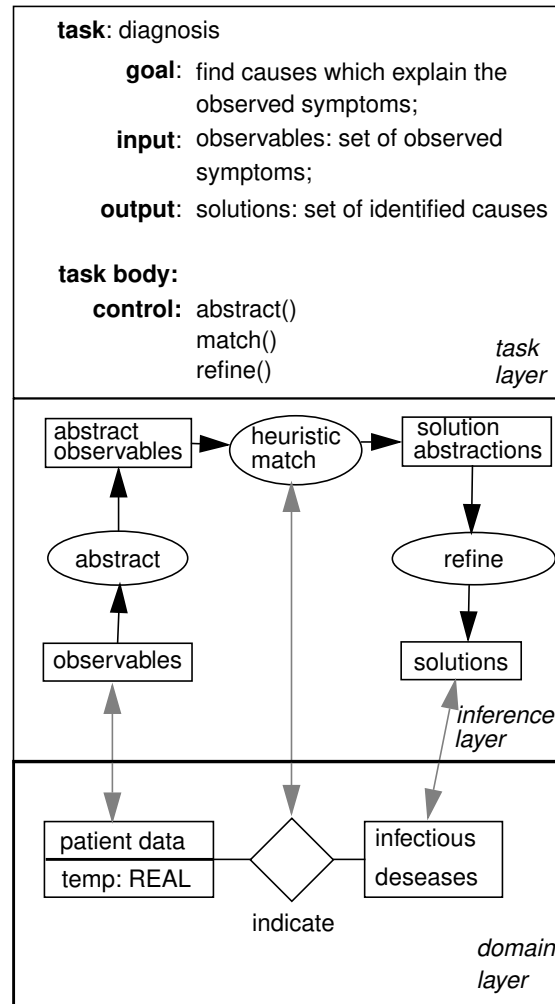 task: diagnosis
goal: find causes which explain the
observed symptoms;
input: observables: set of observed
symptoms;
output: solutions: set of identified causes
task body:
control: abstract()
match()
refine()
task
layer
abstract
observables
heuristic
match
solution
abstractions
abstract
refine
observables
solutions
inference
layer
patient data
temp: REAL
indicate
infectious
deseases
domain
layer